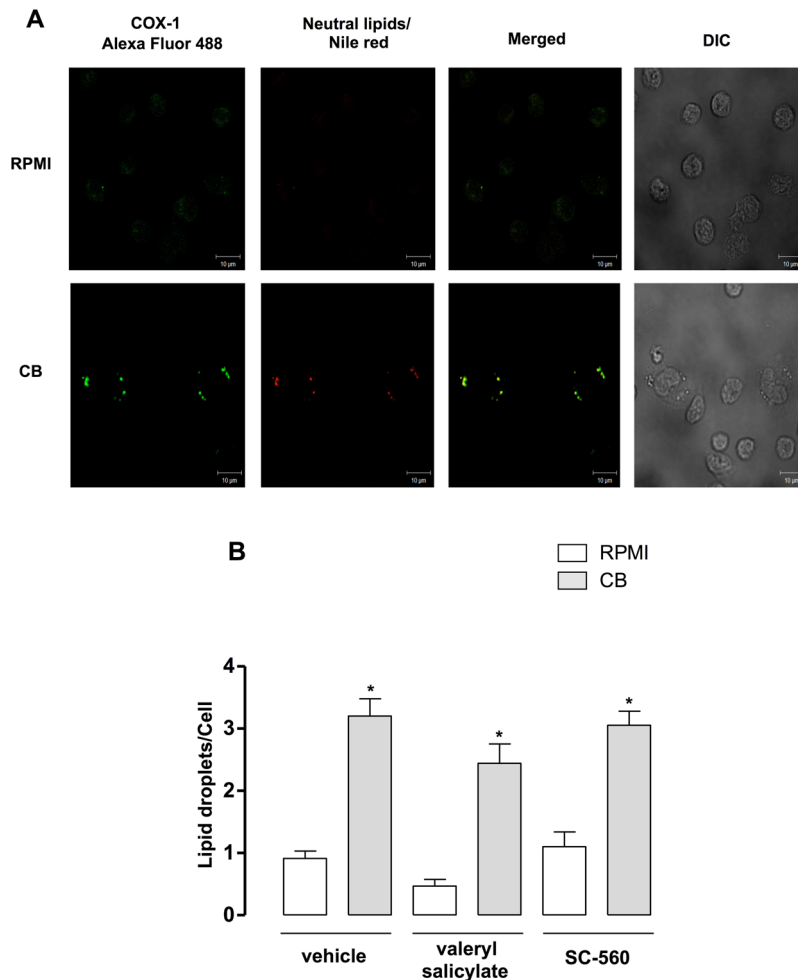 A
COX-1
Alexa Fluor 488
Neutral lipids/
Nile red
Merged
DIC
RPMI
10 µm
10 µm
10 µm
10 µm
CB
10 µm
10 µm
10 µm
10 µm
B
RPMI
CB
Lipid droplets/Cell
4
3
2
1
0
*
*
*
vehicle
valeryl
salicylate
SC-560